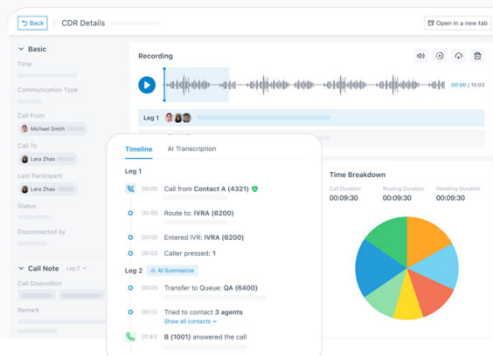 Back
CDR Details
Open in a new tab
Basic
Time
Communication Type
Call From
Michael Smith
Call To
Lara Zhao
Last Participant
Lara Zhao
Status
Disconnected by
Call Note Leg 2
Call Disposition
Remark
Recording
00:00 | 15:03
Leg 1
Timeline AI Transcription
Leg 1
00:00 Call from Contact A (4321)
00:00 Route to: IVRA (6200)
00:00 Entered IVR: IVRA (6200)
00:03 Caller pressed: 1
Leg 2 AI Summarize
00:03 Transfer to Queue: QA (6400)
00:13 Tried to contact 3 agents
Show all contacts
01:43 B (1001) answered the call
Time Breakdown
Call Duration Routing Duration Handling Duration
00:09:30 00:09:30 00:09:30